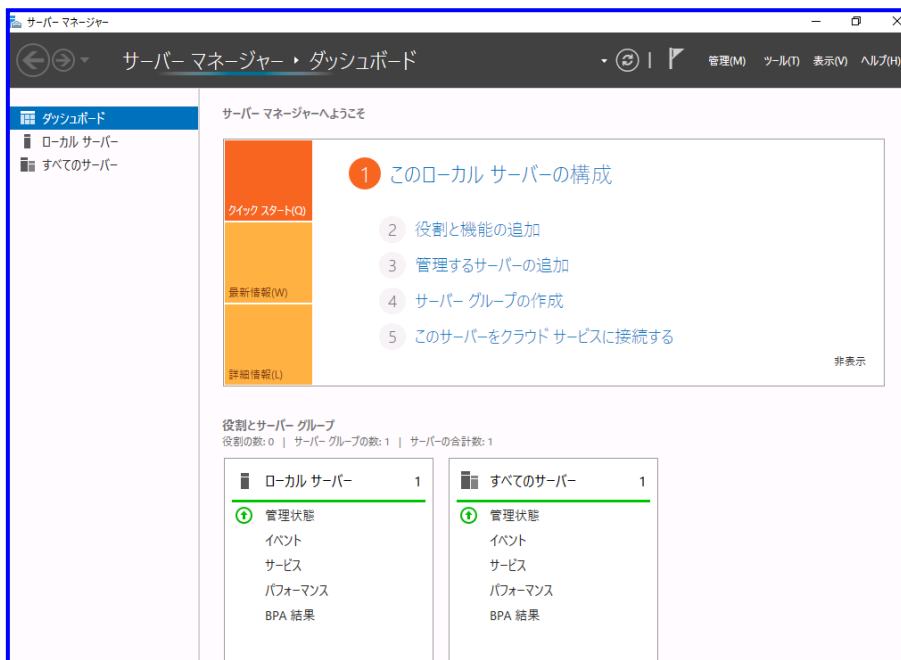 サーバー マネージャー
サーバー マネージャー ダッシュボード
管理(M) ツール(T) 表示(V) ヘルプ(H)
ダッシュボード
ローカル サーバー
すべてのサーバー
サーバー マネージャーへようこそ
クイック スタート(Q)
最新情報(W)
詳細情報(L)
1 このローカル サーバーの構成
2 役割と機能の追加
3 管理するサーバーの追加
4 サーバー グループの作成
5 このサーバーをクラウド サービスに接続する
非表示
役割とサーバー グループ
役割の数: 0 | サーバー グループの数: 1 | サーバーの合計数: 1
ローカル サーバー 1
管理状態
イベント
サービス
パフォーマンス
BPA 結果
すべてのサーバー 1
管理状態
イベント
サービス
パフォーマンス
BPA 結果